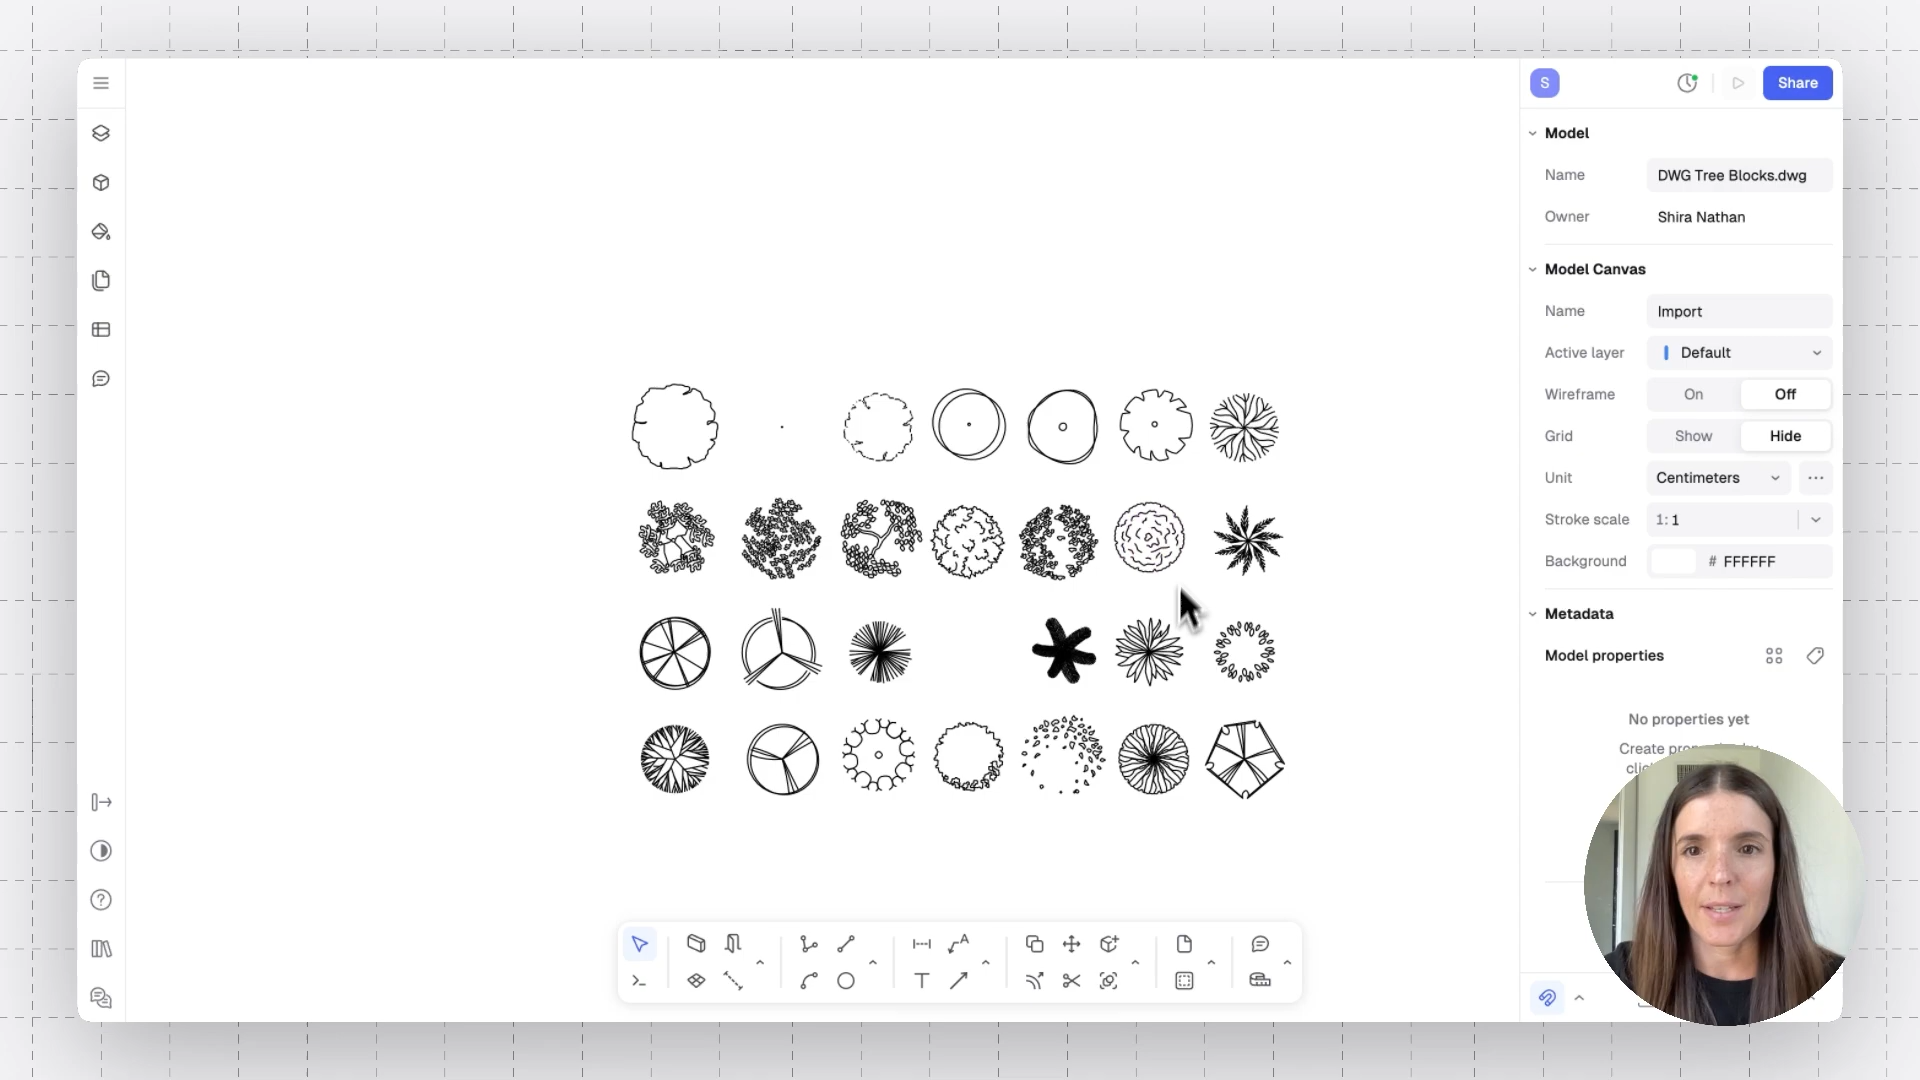 S
Share
Model
Name DWG Tree Blocks.dwg
Owner Shira Nathan
Model Canvas
Name Import
Active layer Default
Wireframe On Off
Grid Show Hide
Unit Centimeters
Stroke scale 1: 1
Background # FFFFFF
Metadata
Model properties
No properties yet
A
T